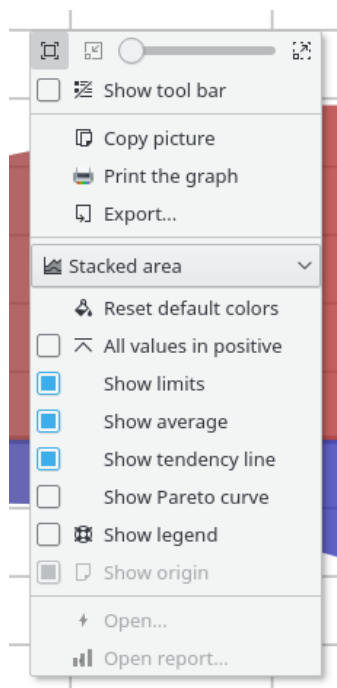 Show tool bar
Copy picture
Print the graph
Export...
Stacked area
Reset default colors
All values in positive
Show limits
Show average
Show tendency line
Show Pareto curve
Show legend
Show origin
Open...
Open report...